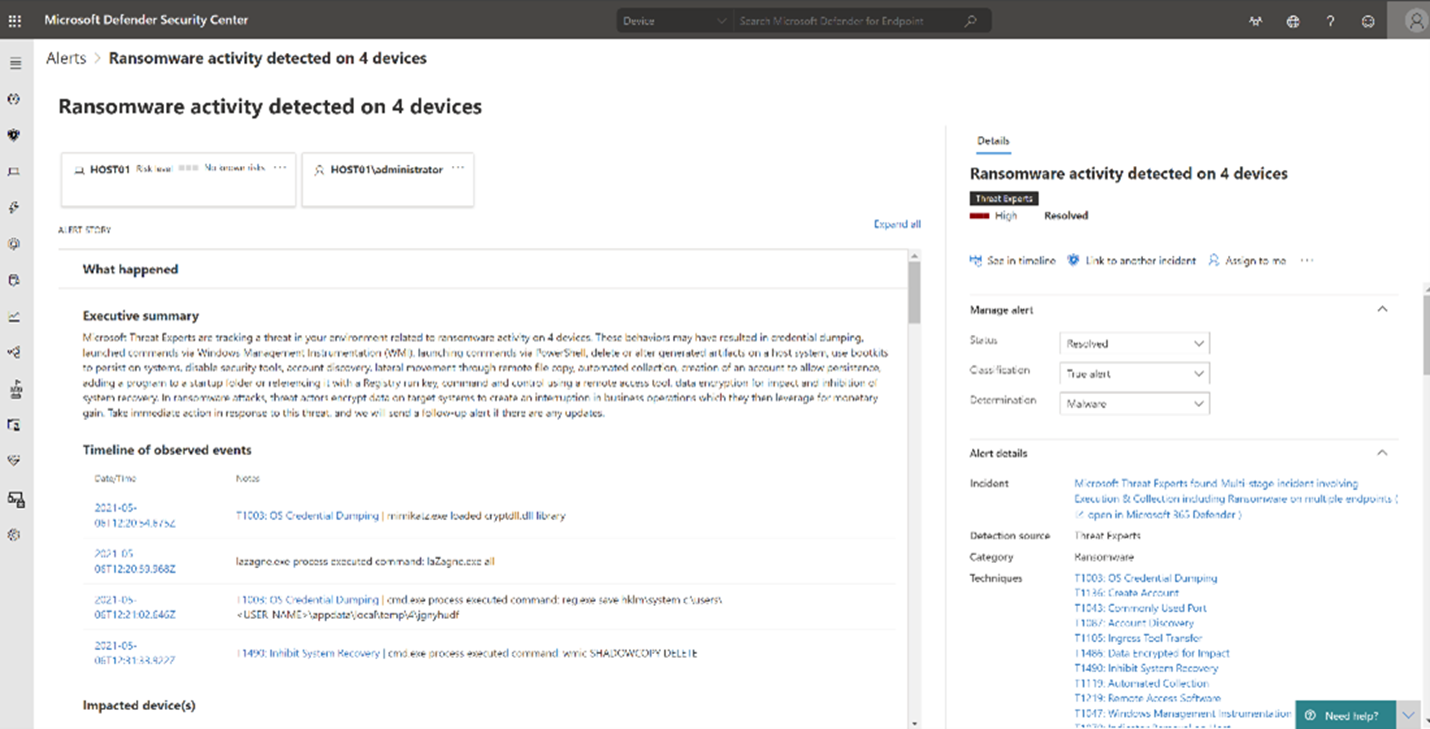 Microsoft Defender Security Center
Device
Search Microsoft Defender for Endpoint
Alerts > Ransomware activity detected on 4 devices
Ransomware activity detected on 4 devices
HOST01 Risk level No known risks ...
HOST01\administrator ...
ALERT STORY
Expand all
What happened
Executive summary
Microsoft Threat Experts are tracking a threat in your environment related to ransomware activity on 4 devices. These behaviors may have resulted in credential dumping,
launched commands via Windows Management Instrumentation (WMI), launching commands via PowerShell, delete or alter generated artifacts on a host system, use bootkits
to persist on systems, disable security tools, account discovery, lateral movement through remote file copy, automated collection, creation of an account to allow persistence,
adding a program to a startup folder or referencing it with a Registry run key, command and control using a remote access tool, data encryption for impact and inhibition of
system recovery. In ransomware attacks, threat actors encrypt data on target systems to create an interruption in business operations which they then leverage for monetary
gain. Take immediate action in response to this threat, and we will send a follow-up alert if there are any updates.
Timeline of observed events
Date/Time
Notes
2021-05-
06T12:20:54.675Z
T1003: OS Credential Dumping | mimikatz.exe loaded cryptdll.dll library
2021-05-
06T12:20:59.968Z
lazagne.exe process executed command: laZagne.exe all
2021-05-
06T12:21:02.646Z
T1003: OS Credential Dumping | cmd.exe process executed command: reg.exe save hklm\system c:\users\
<USER NAME>\appdata\local\temp\4\jgnyhudf
2021-05-
06T12:31:33.922Z
T1490: Inhibit System Recovery | cmd.exe process executed command: wmic SHADOWCOPY DELETE
Impacted device(s)
Details
Ransomware activity detected on 4 devices
Threat Experts
High
Resolved
See in timeline
Link to another incident
Assign to me
...
Manage alert
Status
Resolved
Classification
True alert
Determination
Malware
Alert details
Incident
Microsoft Threat Experts found Multi-stage incident involving
Execution & Collection including Ransomware on multiple endpoints (
open in Microsoft 365 Defender )
Detection source
Threat Experts
Category
Ransomware
Techniques
T1003: OS Credential Dumping
T1136: Create Account
T1043: Commonly Used Port
T1087: Account Discovery
T1105: Ingress Tool Transfer
T1486: Data Encrypted for Impact
T1490: Inhibit System Recovery
T1119: Automated Collection
T1219: Remote Access Software
T1047: Windows Management Instrumentation
Need help?